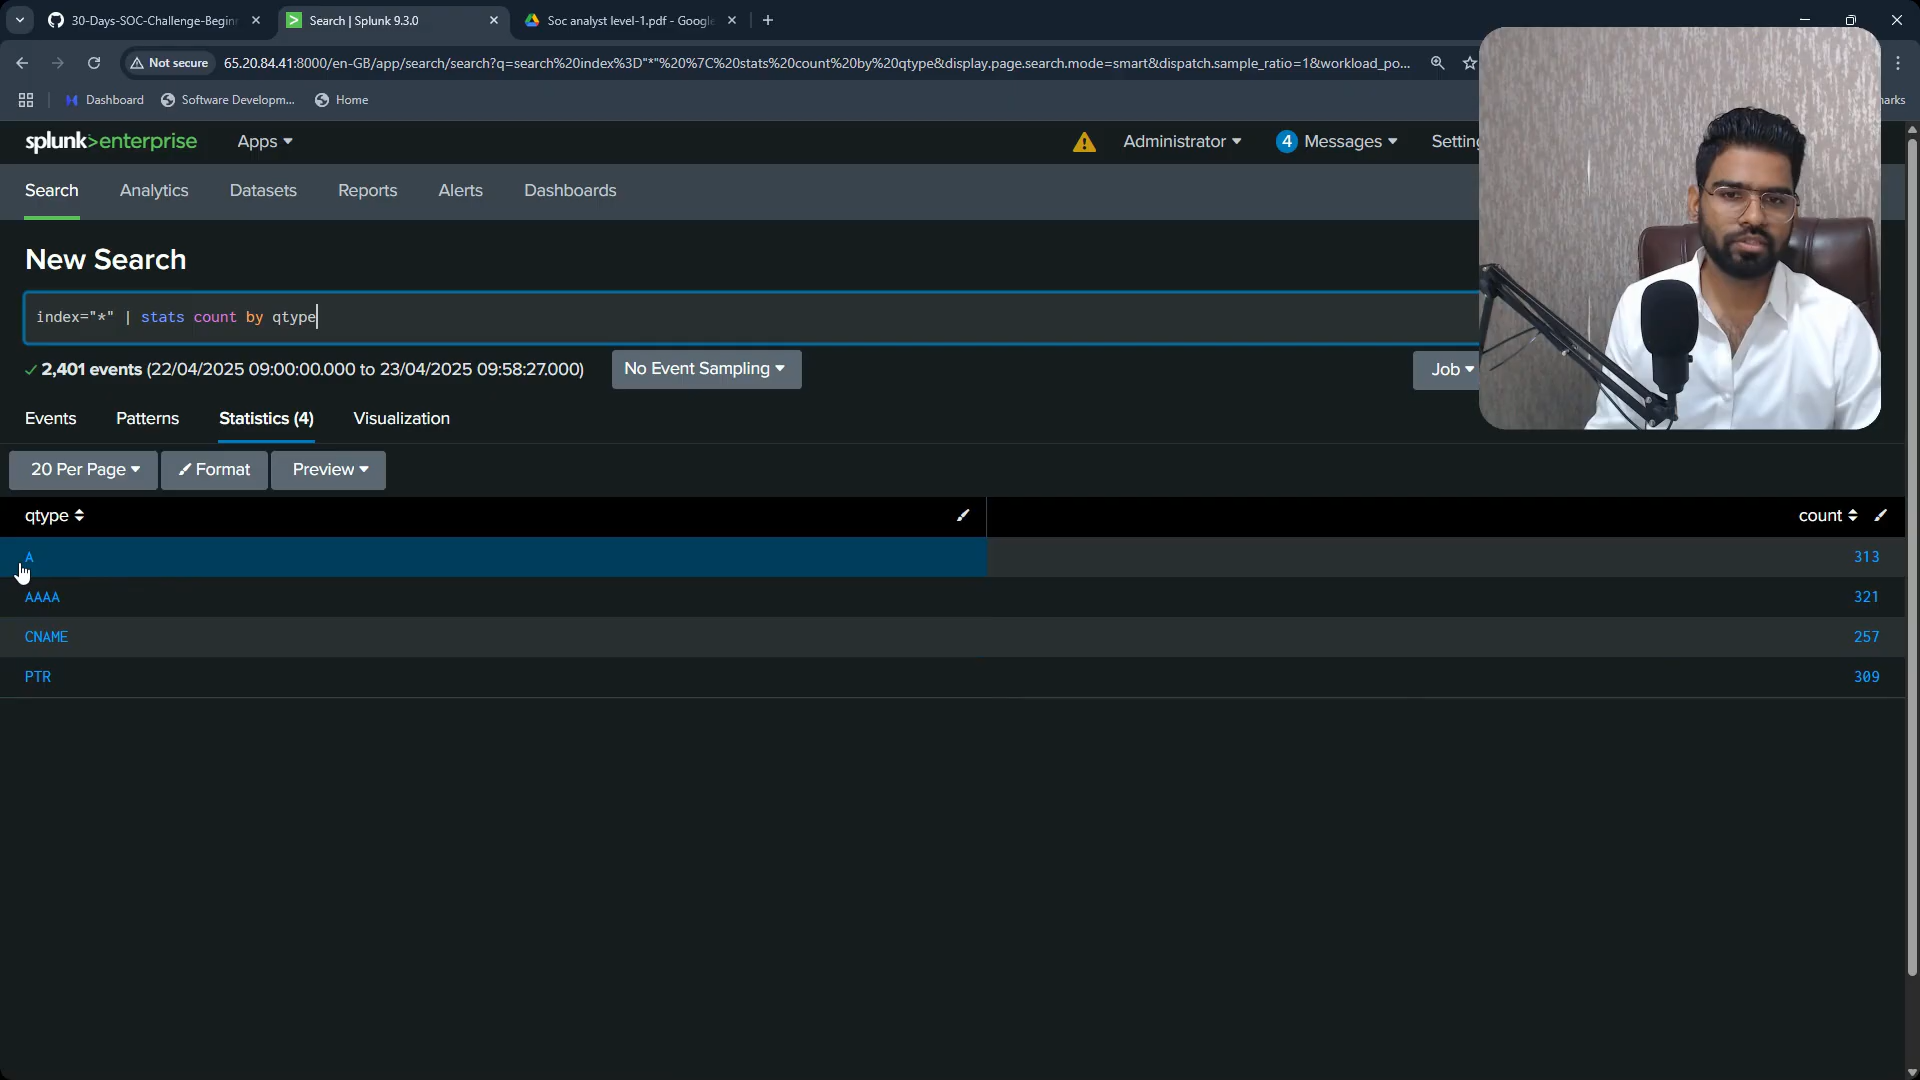 30-Days-SOC-Challenge-Beginn
Search | Splunk 9.3.0
Soc analyst level-1.pdf - Google
Not secure
65.20.84.41:8000/en-GB/app/search/search?q=search%20index%3D"*"%20%7C%20stats%20count%20by%20qtype&display.page.search.mode=smart&dispatch.sample_ratio=1&workload_po...
Dashboard
Software Developm...
Home
arks
splunk>enterprise
Apps
Administrator
4 Messages
Setting
Search
Analytics
Datasets
Reports
Alerts
Dashboards
New Search
index="*" | stats count by qtype
2,401 events (22/04/2025 09:00:00.000 to 23/04/2025 09:58:27.000)
No Event Sampling
Job
Events
Patterns
Statistics (4)
Visualization
20 Per Page
Format
Preview
qtype
count
A
313
AAAA
321
CNAME
257
PTR
309